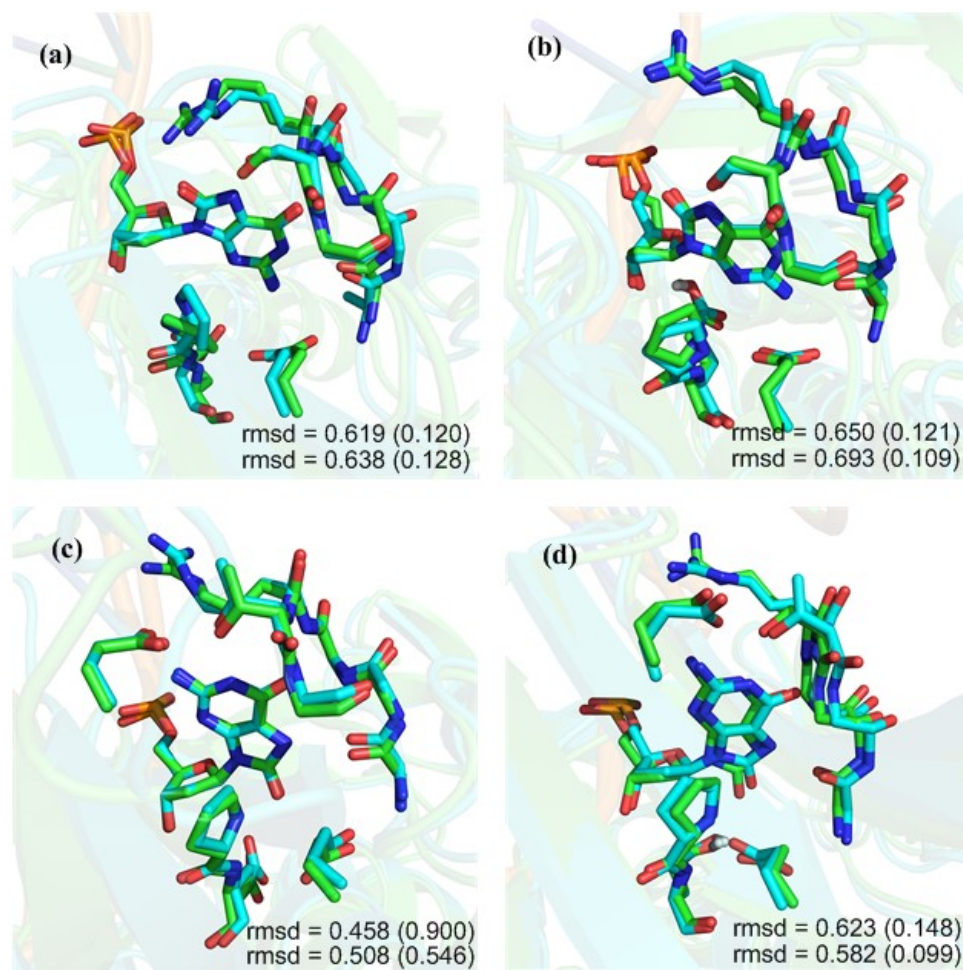 (a)
rmsd = 0.619 (0.120)
rmsd = 0.638 (0.128)
(b)
rmsd = 0.650 (0.121)
rmsd = 0.693 (0.109)
(c)
rmsd = 0.458 (0.900)
rmsd = 0.508 (0.546)
(d)
rmsd = 0.623 (0.148)
rmsd = 0.582 (0.099)